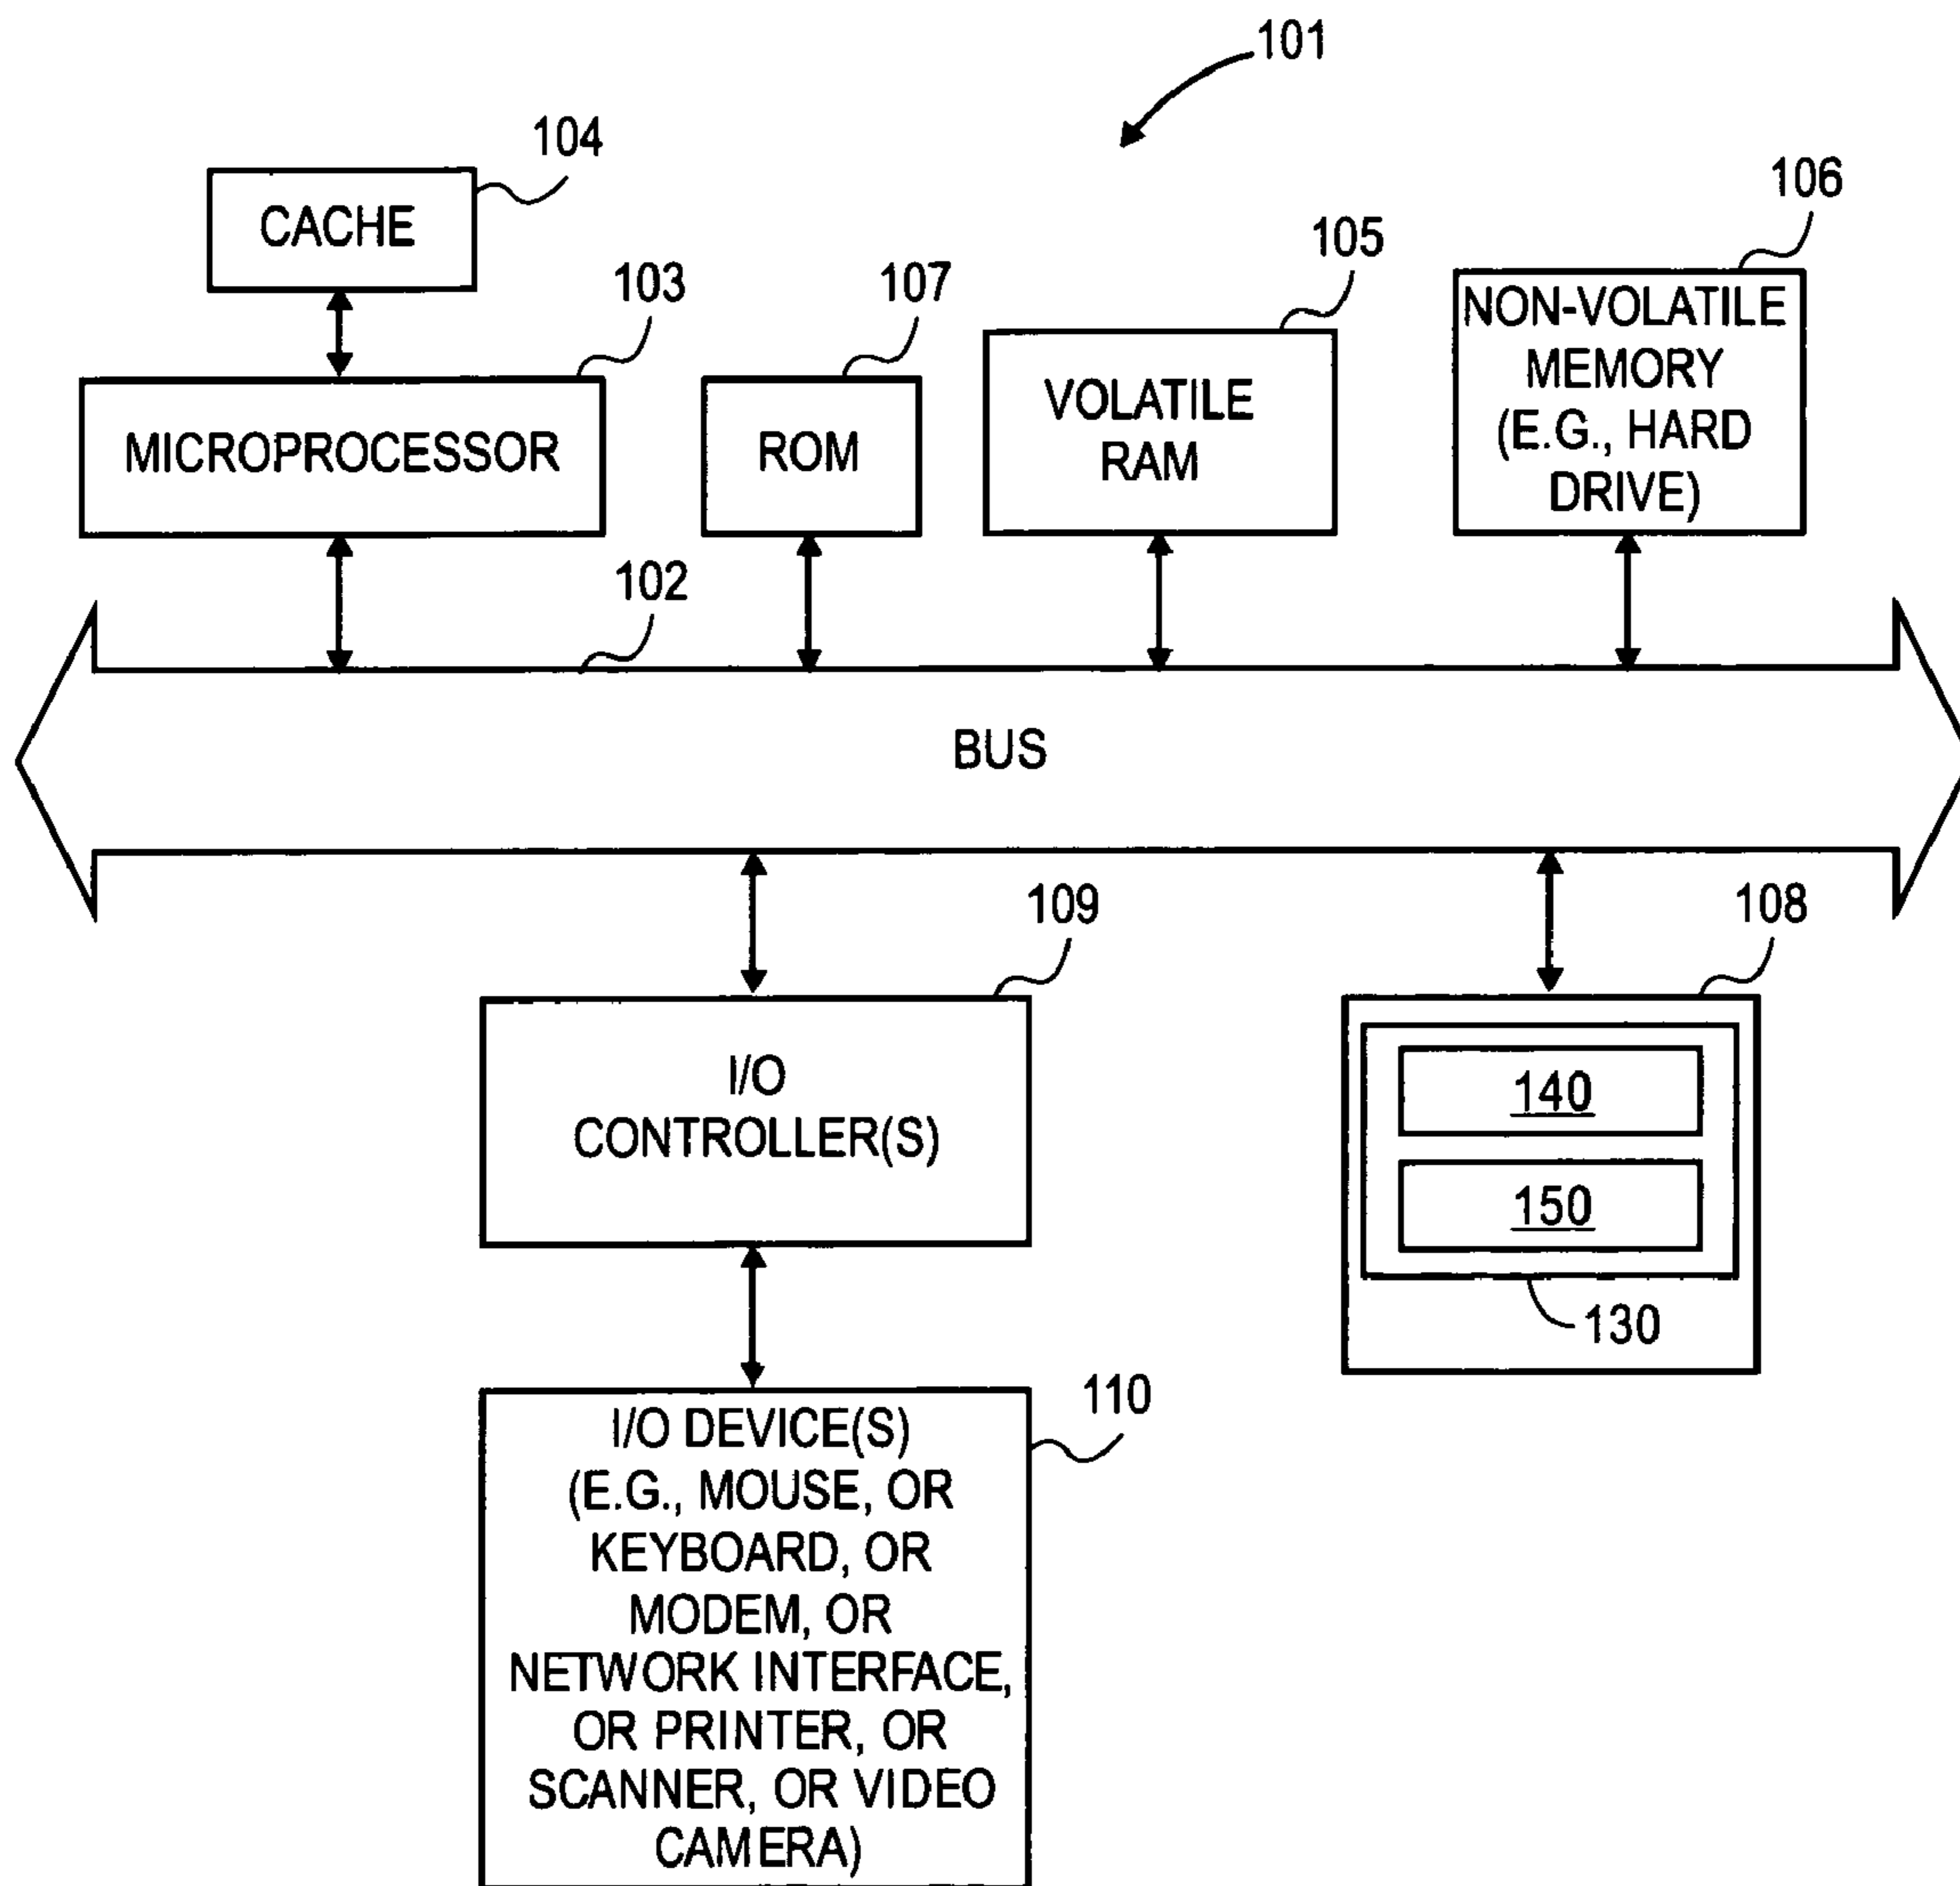 101
104
CACHE
106
105
103
107
NON-VOLATILE
MEMORY
(E.G., HARD
DRIVE)
VOLATILE
RAM
MICROPROCESSOR
ROM
102
BUS
109
108
I/O
CONTROLLER(S)
140
150
130
110
I/O DEVICE(S)
(E.G., MOUSE, OR
KEYBOARD, OR
MODEM, OR
NETWORK INTERFACE,
OR PRINTER, OR
SCANNER, OR VIDEO
CAMERA)